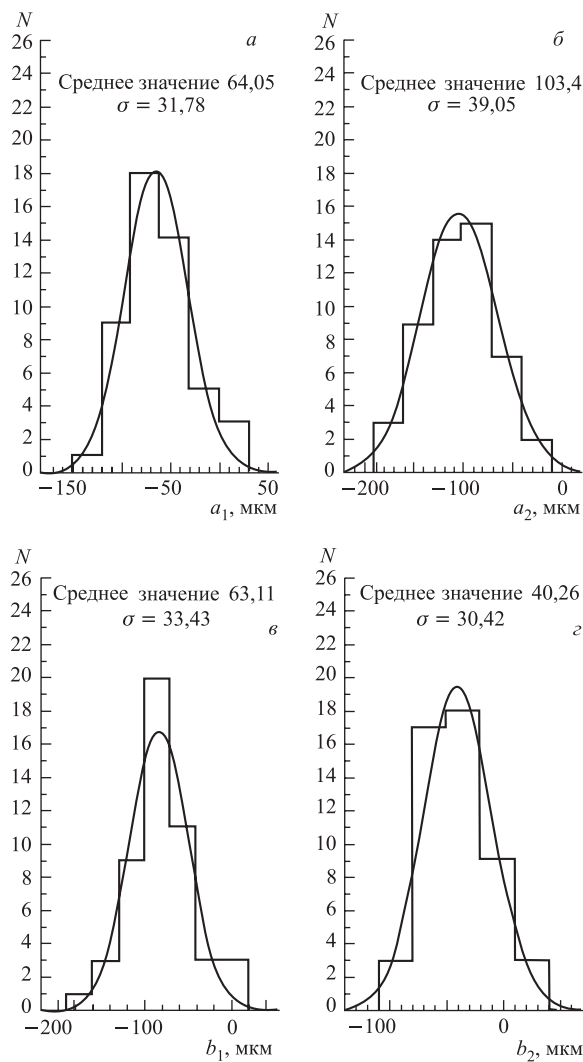 N
а
26
24
Среднее значение 64,05
22
σ = 31,78
20
18
16
14
12
10
8
6
4
2
0
−150 −50 50
a₁, мкм
N
б
26
24
Среднее значение 103,4
22
σ = 39,05
20
18
16
14
12
10
8
6
4
2
0
−200 −100 0
a₂, мкм
N
26
Среднее значение 63,11
24
σ = 33,43
в
22
20
18
16
14
12
10
8
6
4
2
0
−200 −100 0
b₁, мкм
N
26
Среднее значение 40,26
24
σ = 30,42
г
22
20
18
16
14
12
10
8
6
4
2
0
−100 0
b₂, мкм